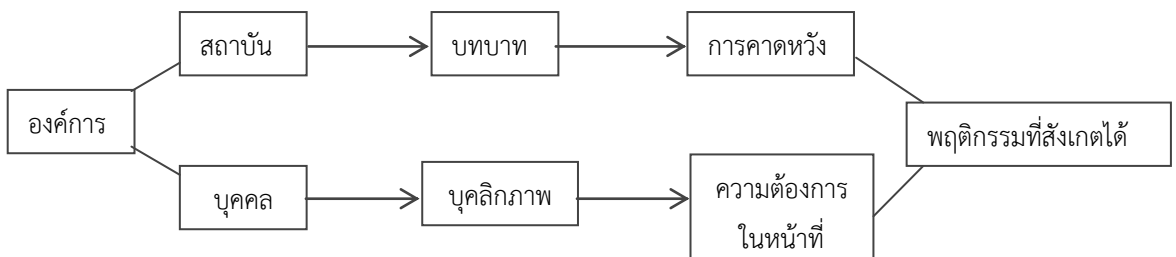 สถาบัน
บทบาท
การคาดหวัง
องค์การ
พฤติกรรมที่สังเกตได้
บุคคล
บุคลิกภาพ
ความต้องการ
ในหน้าที่